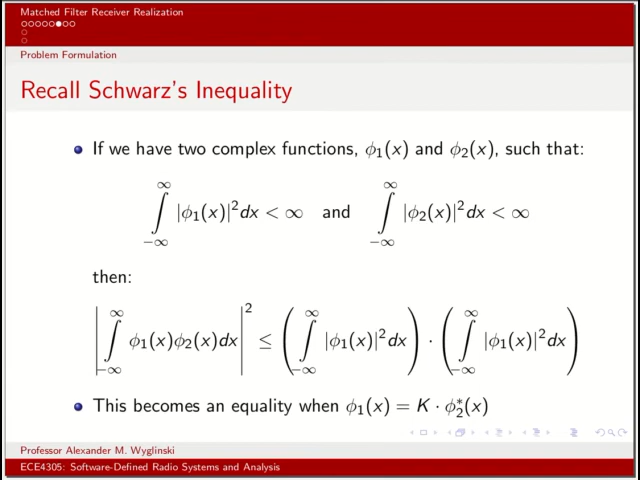 Matched Filter Receiver Realization
Problem Formulation
Recall Schwarz's Inequality
If we have two complex functions, ϕ₁(x) and ϕ₂(x), such that:
∫_{−∞}^{∞} |ϕ₁(x)|²dx < ∞ and ∫_{−∞}^{∞} |ϕ₂(x)|²dx < ∞
then:
|∫_{−∞}^{∞} ϕ₁(x)ϕ₂(x)dx|² ≤ (∫_{−∞}^{∞} |ϕ₁(x)|²dx) · (∫_{−∞}^{∞} |ϕ₁(x)|²dx)
This becomes an equality when ϕ₁(x) = K · ϕ₂*(x)
Professor Alexander M. Wyglinski
ECE4305: Software-Defined Radio Systems and Analysis